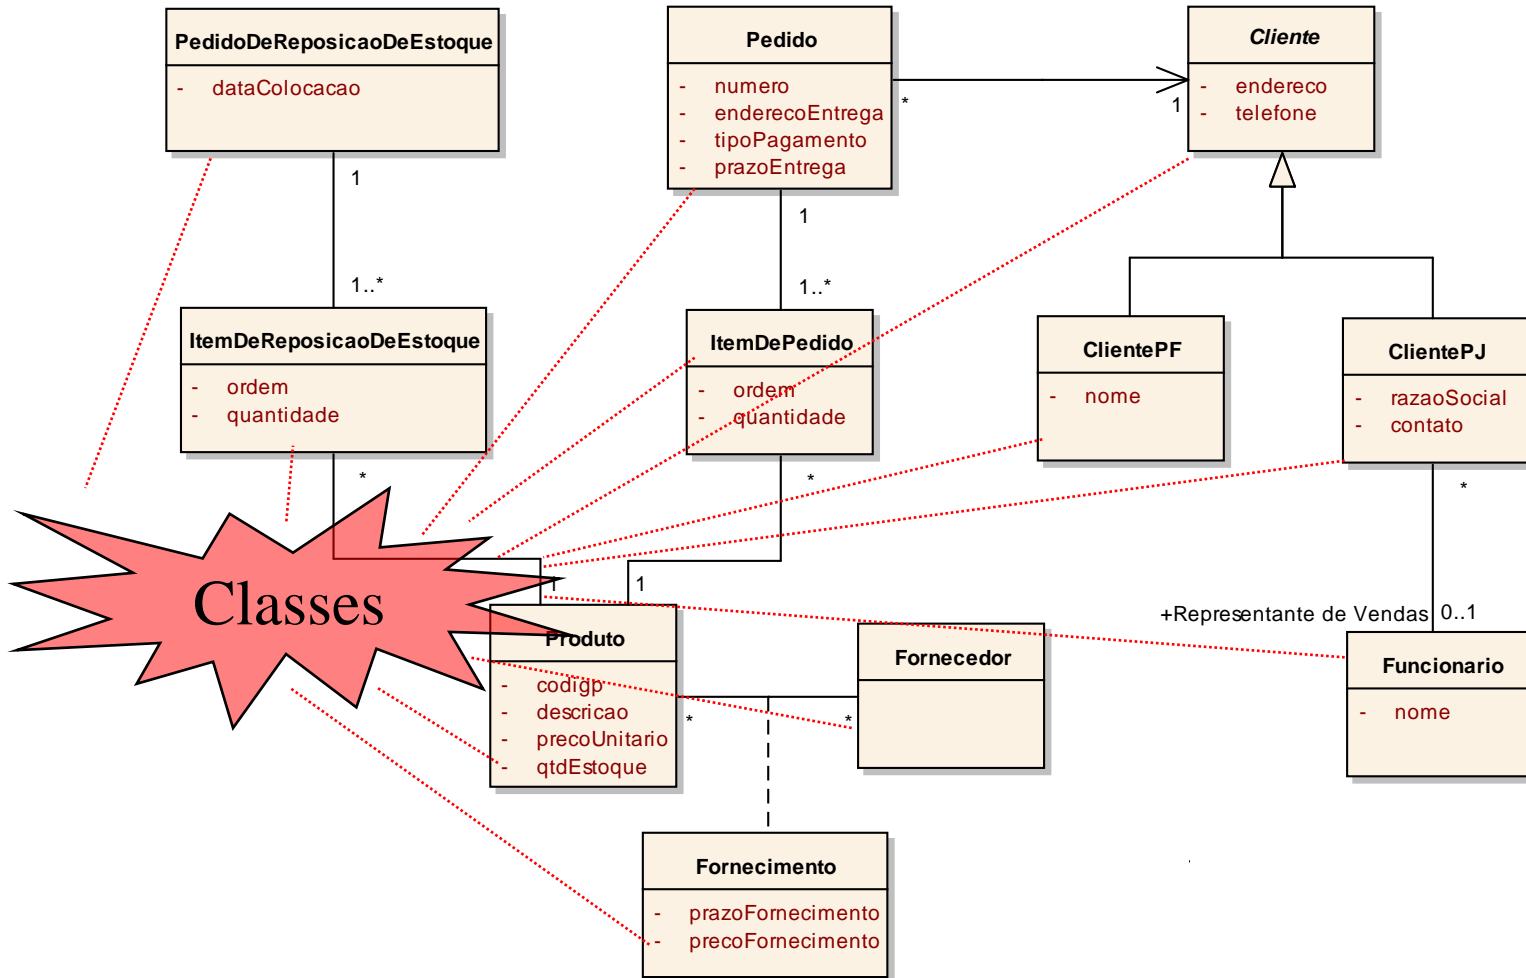 PedidoDeReposicaoDeEstoque
- dataColocacao
Pedido
- numero
- enderecoEntrega
- tipoPagamento
- prazoEntrega
*
1
Cliente
- endereco
- telefone
1
1..*
1
1..*
ItemDeReposicaoDeEstoque
- ordem
- quantidade
*
ItemDePedido
- ordem
- quantidade
*
ClientePF
- nome
ClientePJ
- razaoSocial
- contato
*
Classes
1
1
+Representante de Vendas 0..1
Produto
- codigp
- descricao
- precoUnitario
- qtdEstoque
*
*
Fornecedor
Funcionario
- nome
Fornecimento
- prazoFornecimento
- precoFornecimento